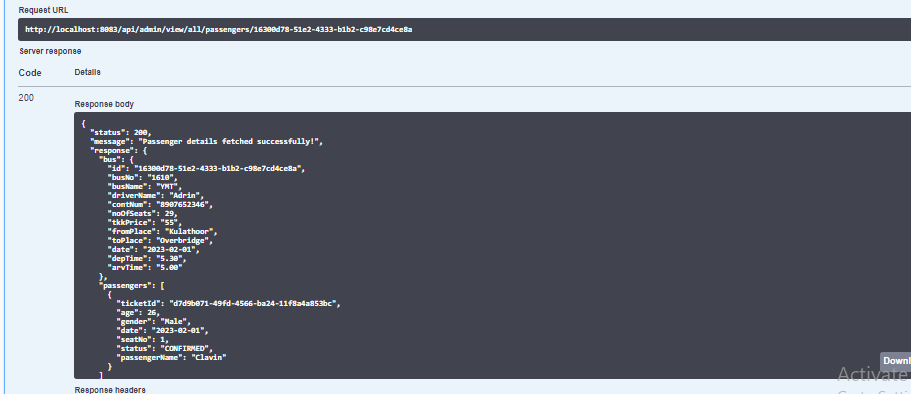 Request URL
http://localhost:8083/api/admin/view/all/passengers/16300d78-51e2-4333-b1b2-c98e7cd4ce8a
Server response
Code Details
200
Response body
{
"status": 200,
"message": "Passenger details fetched successfully!",
"response": {
"bus": {
"id": "16300d78-51e2-4333-b1b2-c98e7cd4ce8a",
"busNo": "1610",
"busName": "YMT",
"driverName": "Adrin",
"contNum": "8907652346",
"noOfSeats": 29,
"tkkPrice": "55",
"fromPlace": "Kulathoor",
"toPlace": "Overbridge",
"date": "2023-02-01",
"depTime": "5.30",
"arvTime": "5.00"
},
"passengers": [
{
"ticketId": "d7d9b071-49fd-4566-ba24-11f8a4a853bc",
"age": 26,
"gender": "Male",
"date": "2023-02-01",
"seatNo": 1,
"status": "CONFIRMED",
"passengerName": "Clavin"
}
]
Downl
Activate
Response headers